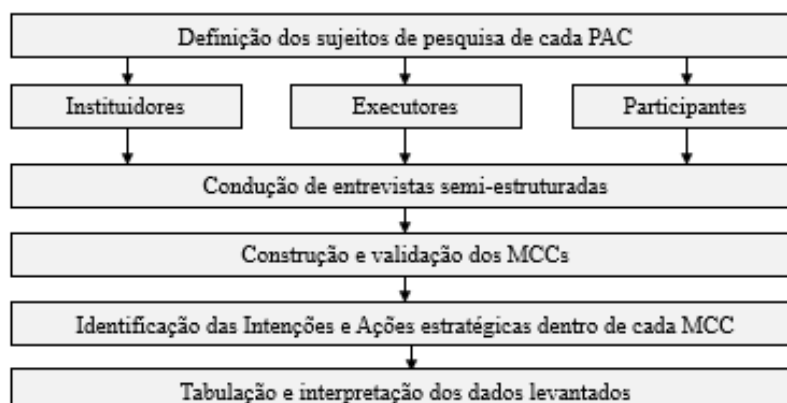 Definição dos sujeitos de pesquisa de cada PAC
Instituidores
Executores
Participantes
Condução de entrevistas semi-estruturadas
Construção e validação dos MCCs
Identificação das Intenções e Ações estratégicas dentro de cada MCC
Tabulação e interpretação dos dados levantados